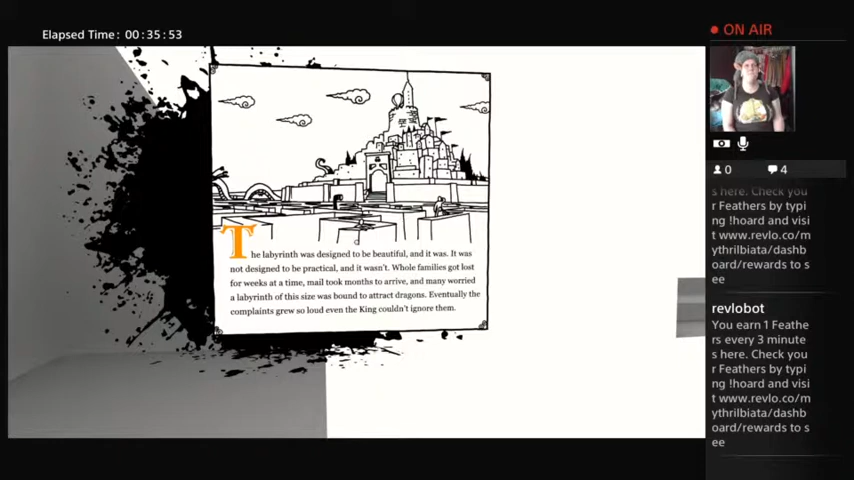 Elapsed Time: 00:35:53
ON AIR
0
4
The labyrinth was designed to be beautiful, and it was. It was
not designed to be practical, and it wasn't. Whole families got lost
for weeks at a time, mail took months to arrive, and many worried
a labyrinth of this size was bound to attract dragons. Eventually the
complaints grew so loud even the King couldn't ignore them.
s here. Check you
r Feathers by typi
ng !hoard and visi
t www.revlo.co/m
ythrilbiata/dashb
oard/rewards to s
ee
revlobot
You earn 1 Feathe
rs every 3 minute
s here. Check you
r Feathers by typi
ng !hoard and visi
t www.revlo.co/m
ythrilbiata/dashb
oard/rewards to s
ee